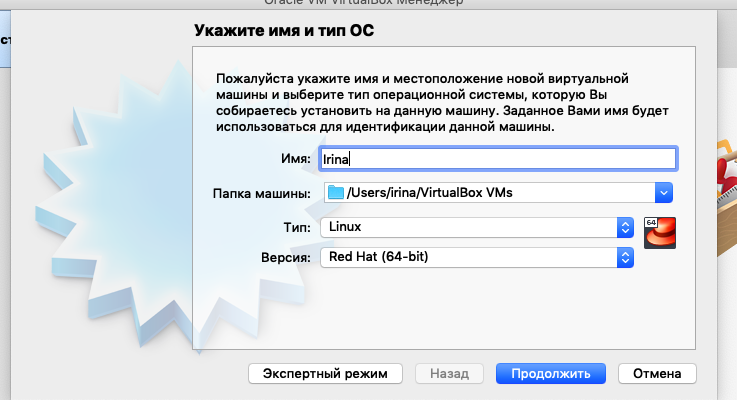 Oracle VM VirtualBox Менеджер
Укажите имя и тип ОС
Пожалуйста укажите имя и местоположение новой виртуальной
машины и выберите тип операционной системы, которую Вы
собираетесь установить на данную машину. Заданное Вами имя будет
использоваться для идентификации данной машины.
Имя: Irina
Папка машины: /Users/irina/VirtualBox VMs
Тип: Linux
64
Версия: Red Hat (64-bit)
Экспертный режим Назад Продолжить Отмена